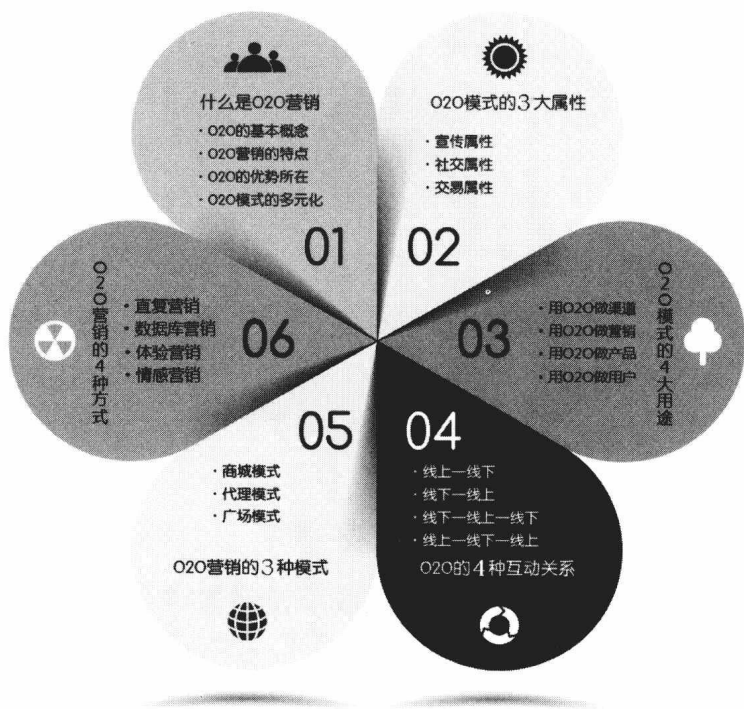 什么是O2O营销
·O2O的基本概念
·O2O营销的特点
·O2O的优势所在
·O2O模式的多元化
01
O2O模式的3大属性
·宣传属性
·社交属性
·交易属性
02
03
·用O2O做渠道
·用O2O做营销
·用O2O做产品
·用O2O做用户
O2O模式的4大用途
04
·线上—线下
·线下—线上
·线下—线上—线下
·线上—线下—线上
O2O的4种互动关系
05
·商城模式
·代理模式
·广场模式
O2O营销的3种模式
O2O营销的4种方式
·直复营销
·数据库营销
·体验营销
·情感营销
06